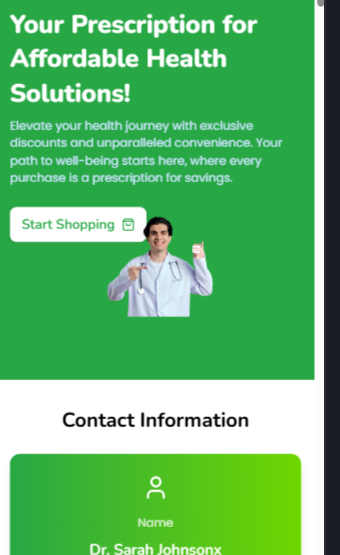 Your Prescription for
Affordable Health
Solutions!
Elevate your health journey with exclusive
discounts and unparalleled convenience. Your
path to well-being starts here, where every
purchase is a prescription for savings.
Start Shopping
Contact Information
Name
Dr. Sarah Johnsonx